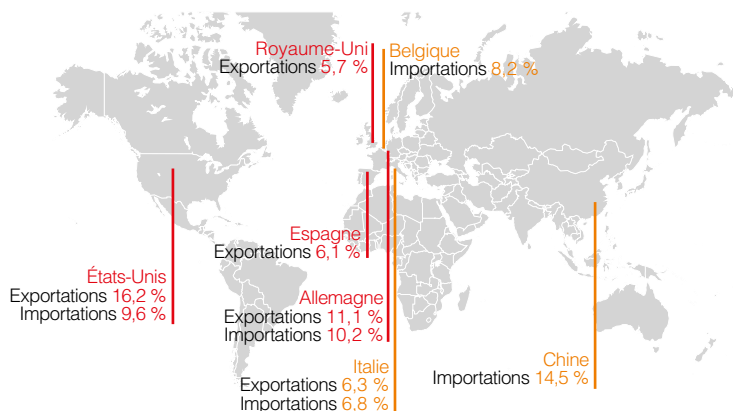 Royaume-Uni
Exportations 5,7 %
Belgique
Importations 8,2 %
Espagne
Exportations 6,1 %
États-Unis
Exportations 16,2 %
Importations 9,6 %
Allemagne
Exportations 11,1 %
Importations 10,2 %
Italie
Exportations 6,3 %
Importations 6,8 %
Chine
Importations 14,5 %